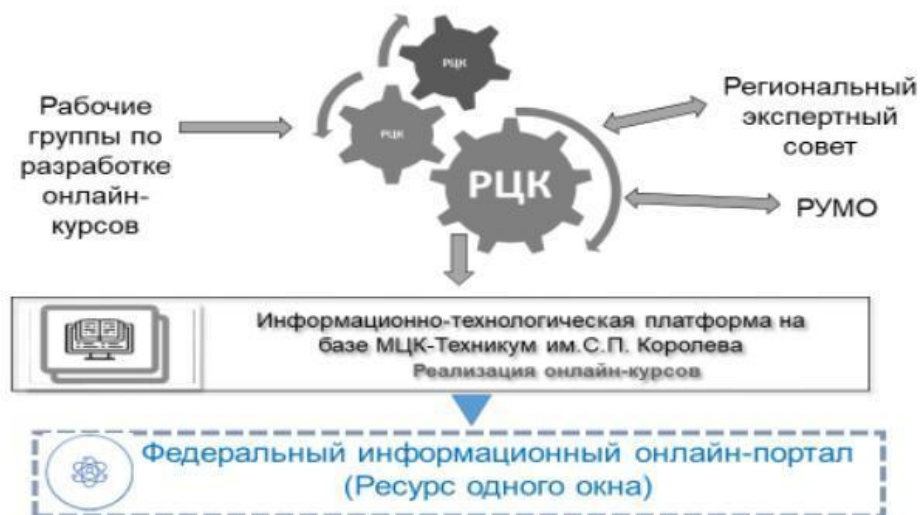 РЦК
РЦК
РЦК
Рабочие
группы по
разработке
онлайн-
курсов
Региональный
экспертный
совет
РУМО
Информационно-технологическая платформа на
базе МЦК-Техникум им.С.П. Королева
Реализация онлайн-курсов
Федеральный информационный онлайн-портал
(Ресурс одного окна)